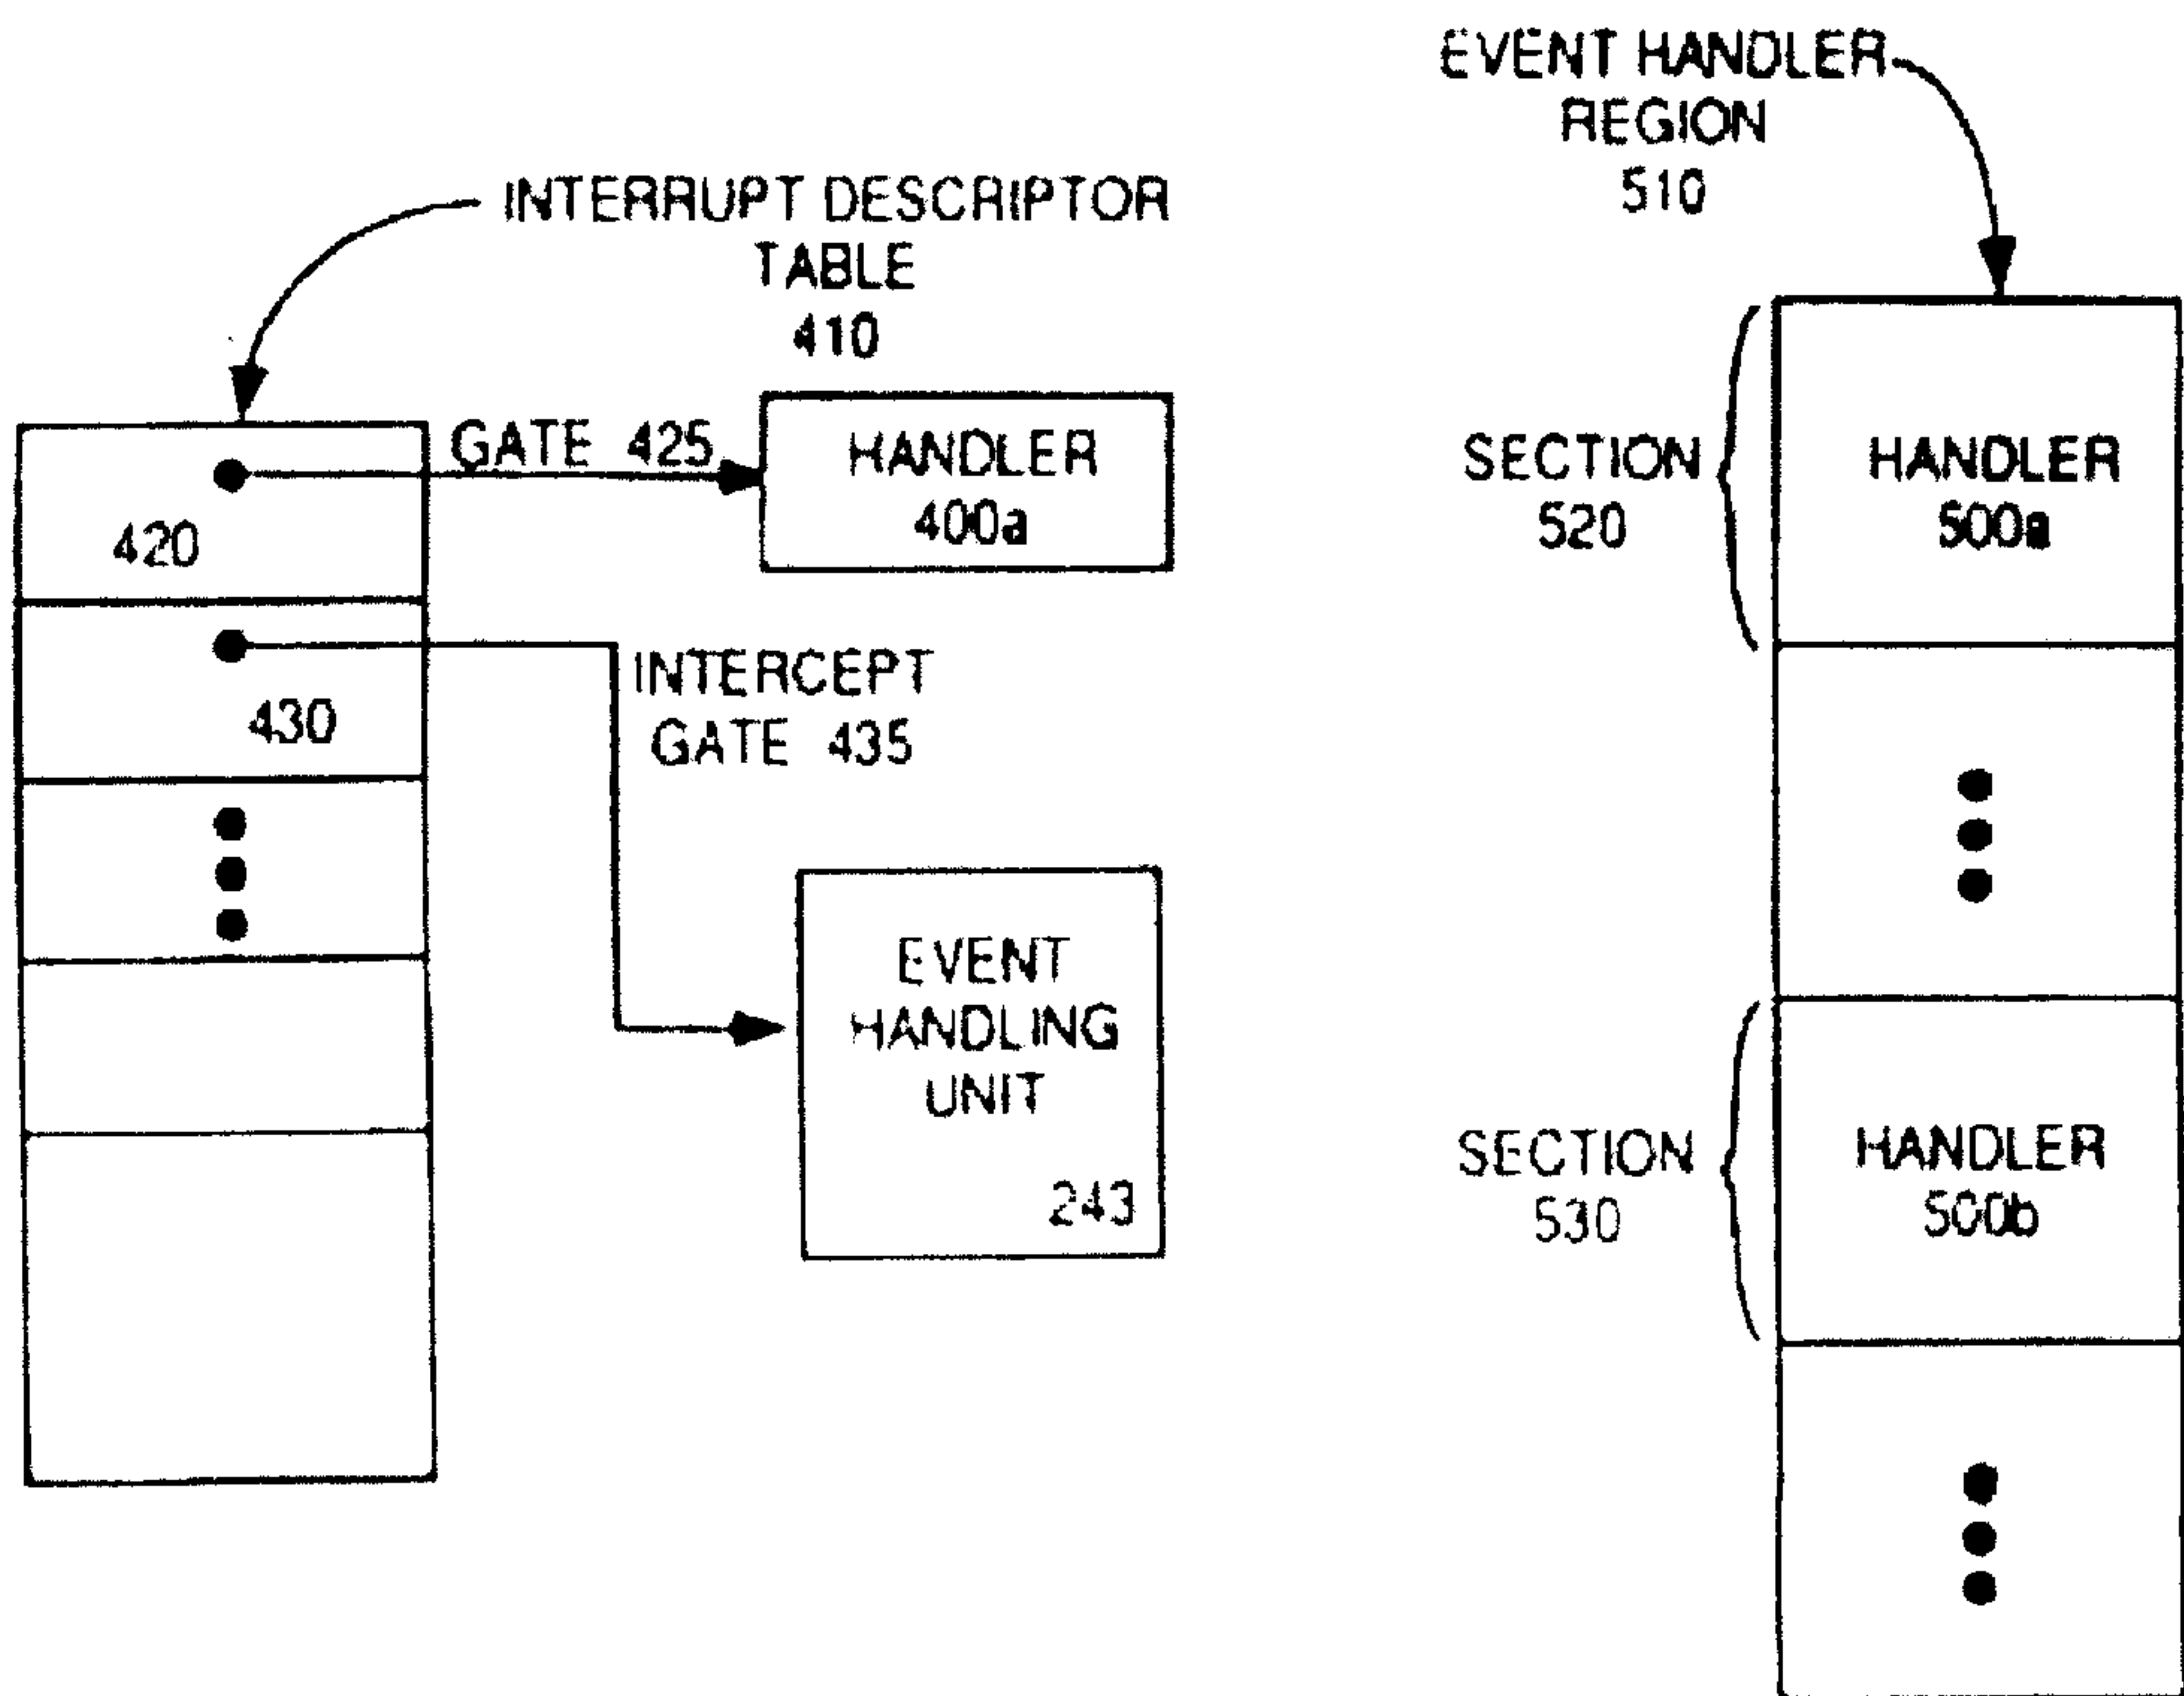 INTERRUPT DESCRIPTOR
TABLE
410
GATE 425
HANDLER
400a
420
430
INTERCEPT
GATE 435
EVENT
HANDLING
UNIT
243
EVENT HANDLER
REGION
510
SECTION
520
HANDLER
500a
SECTION
530
HANDLER
500b